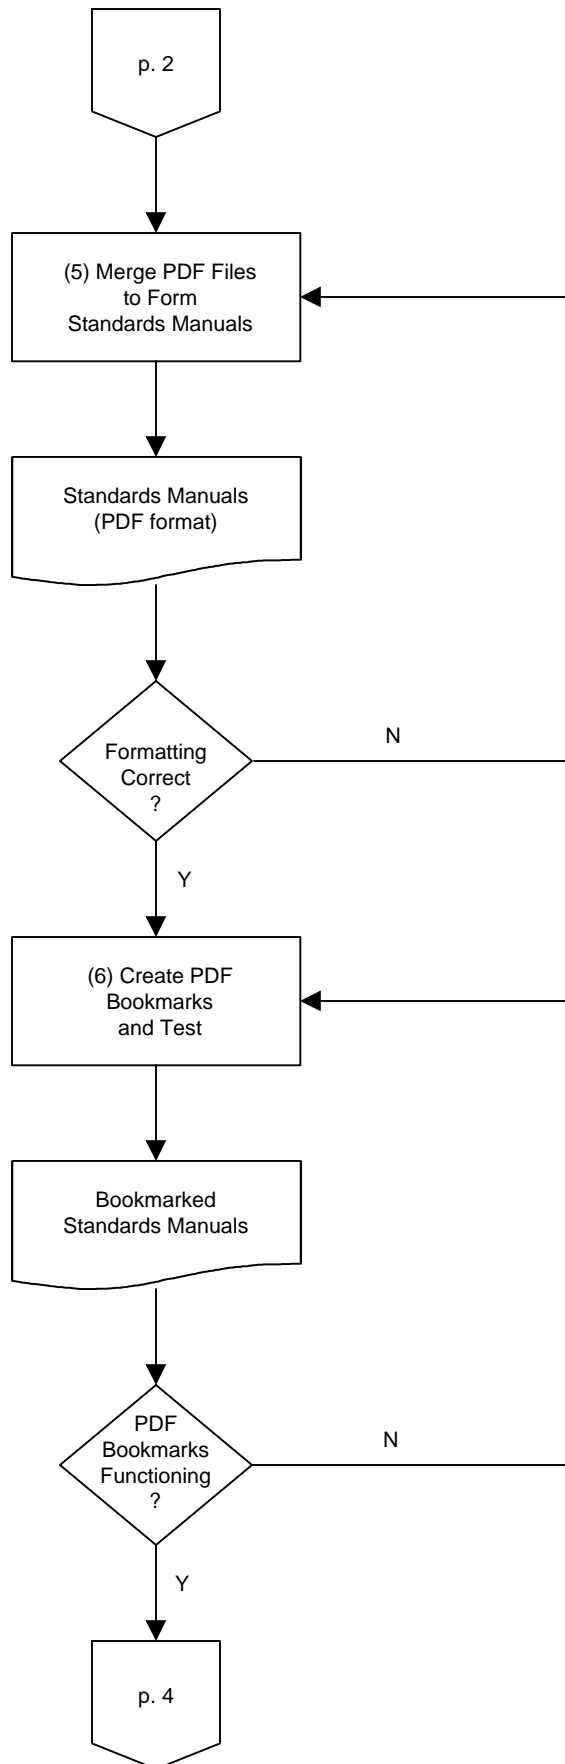 p. 2
(5) Merge PDF Files
to Form
Standards Manuals
Standards Manuals
(PDF format)
Formatting
Correct
?
N
Y
(6) Create PDF
Bookmarks
and Test
Bookmarked
Standards Manuals
PDF
Bookmarks
Functioning
?
N
Y
p. 4